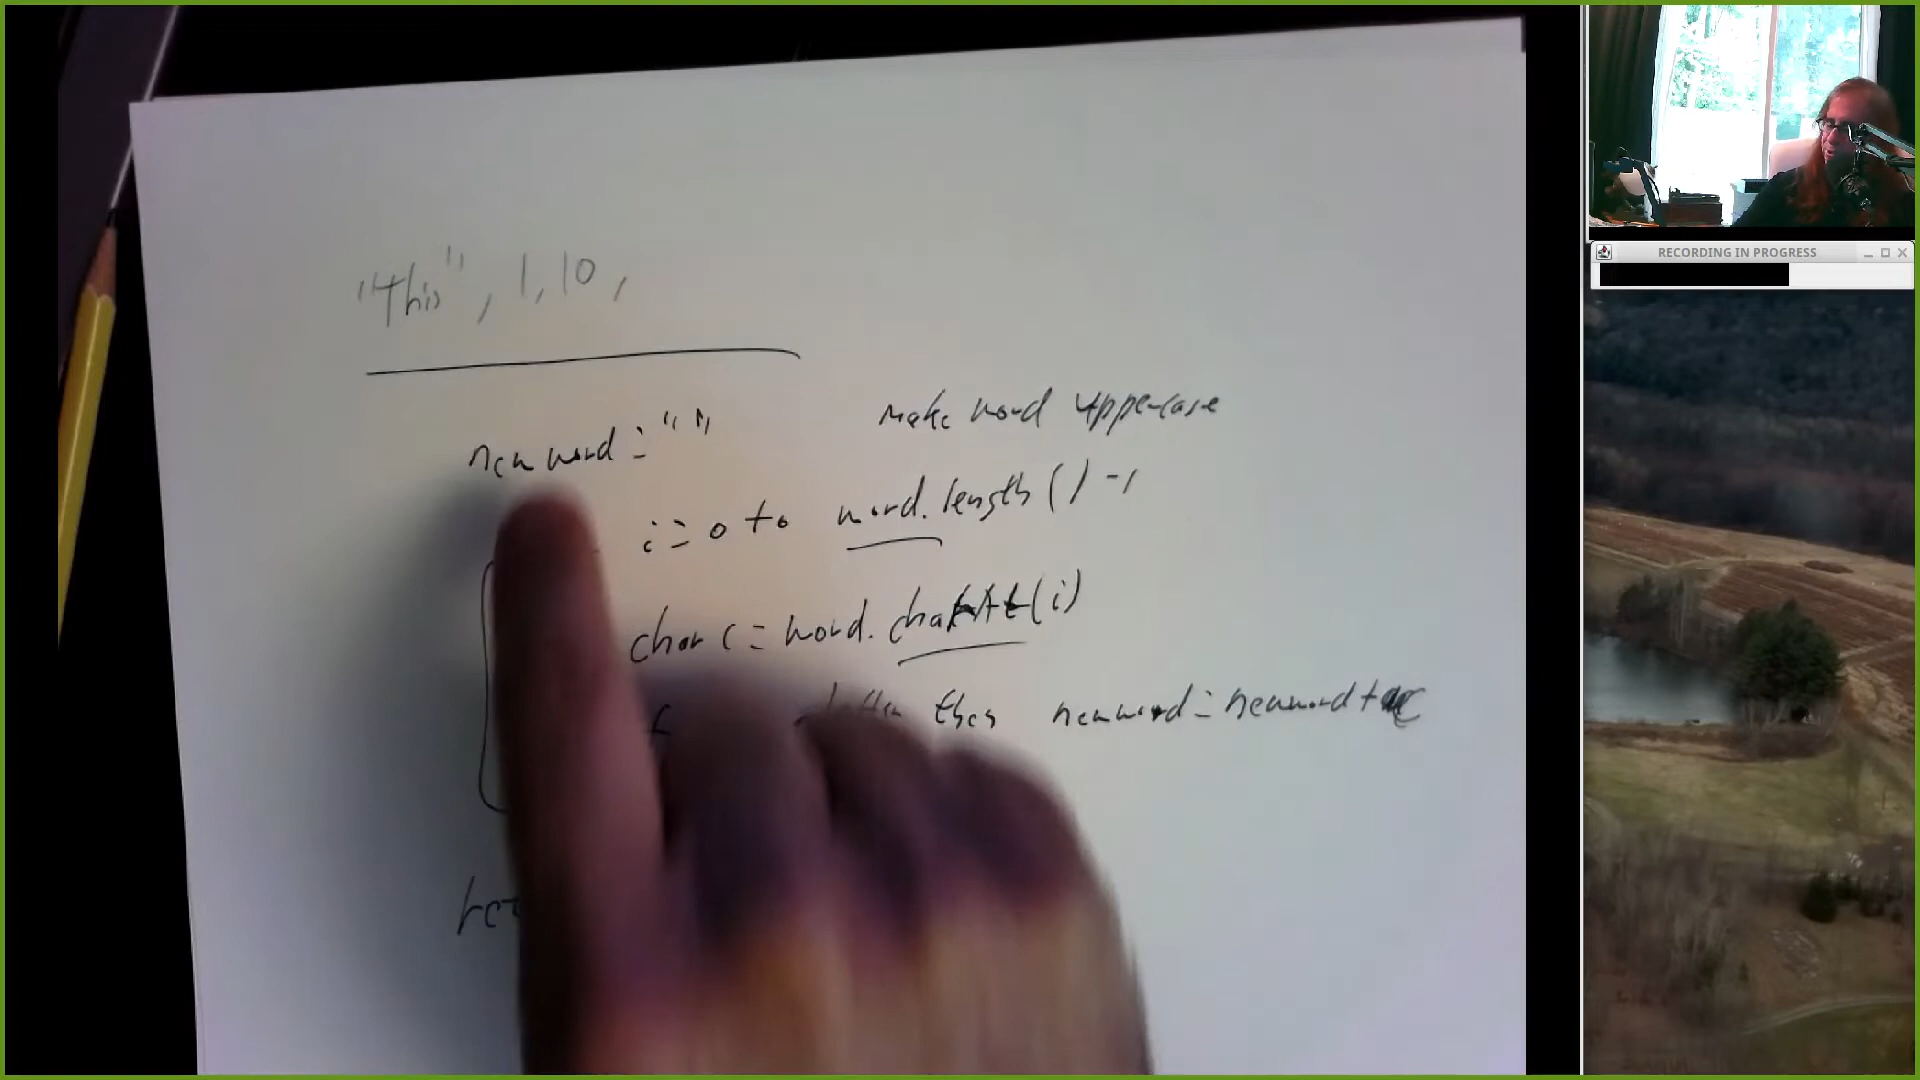 "This", 1, 10,
newword = " "
make word uppercase
i = 0 to word.length() -1
char c = word.charAt(i)
then newword = newword + c
RECORDING IN PROGRESS